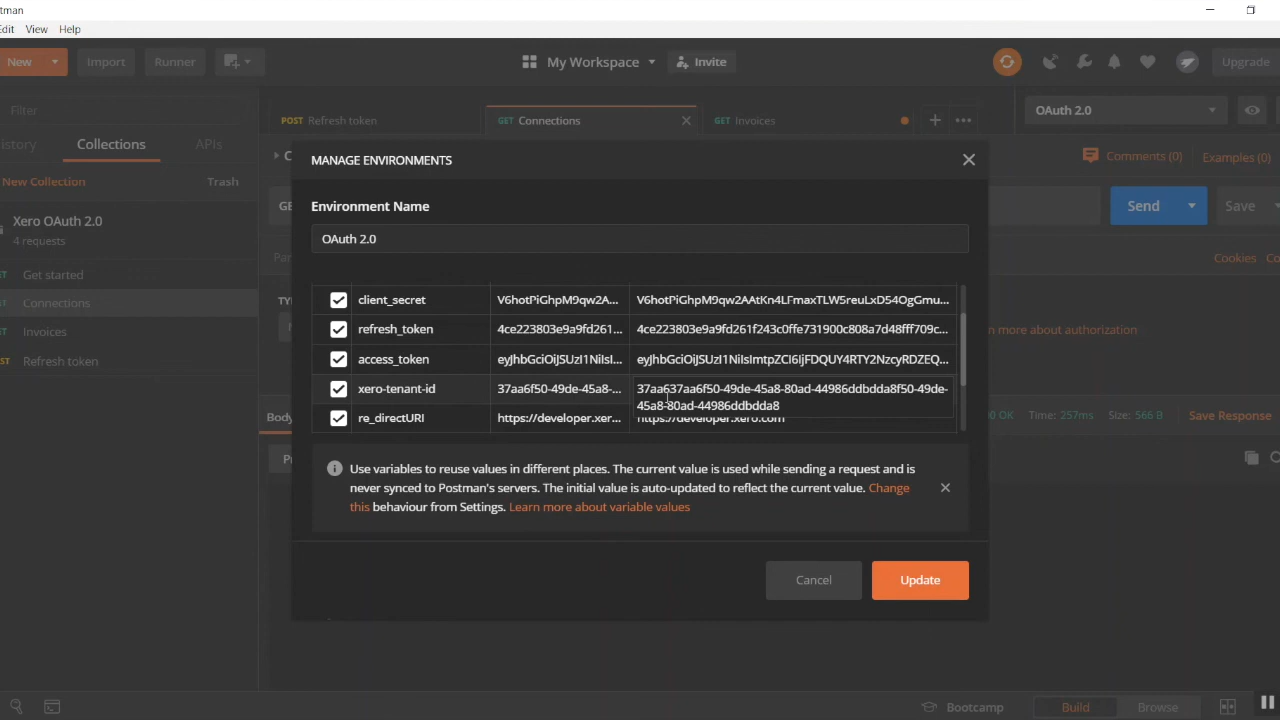 tman
Edit View Help
New Import Runner My Workspace Invite Upgrade
Filter
istory Collections APIs
New Collection Trash
Xero OAuth 2.0
4 requests
Get started
Connections
Invoices
Refresh token
POST Refresh token GET Connections GET Invoices
OAuth 2.0
Comments (0) Examples (0)
Send Save
Cookies Co
n more about authorization
Body
00 OK Time: 257ms Size: 566 B Save Response
MANAGE ENVIRONMENTS
Environment Name
OAuth 2.0
client_secret V6hotPiGhpM9qw2A... V6hotPiGhpM9qw2AAtKn4LFmaxTLW5reuLxD54OgGmu...
refresh_token 4ce223803e9a9fd261... 4ce223803e9a9fd261f243c0ffe731900c808a7d48fff709c...
access_token eyJhbGciOiJSUzI1NiIsI... eyJhbGciOiJSUzI1NiIsImtpZCI6IjFDQUY4RTY2NzcyRDZEQ...
xero-tenant-id 37aa6f50-49de-45a8-... 37aa637aa6f50-49de-45a8-80ad-44986ddbdda8f50-49de-
45a8-80ad-44986ddbdda8
re_directURI https://developer.xer... https://developer.xero.com
Use variables to reuse values in different places. The current value is used while sending a request and is
never synced to Postman's servers. The initial value is auto-updated to reflect the current value. Change
this behaviour from Settings. Learn more about variable values
Cancel Update
Bootcamp Build Browse